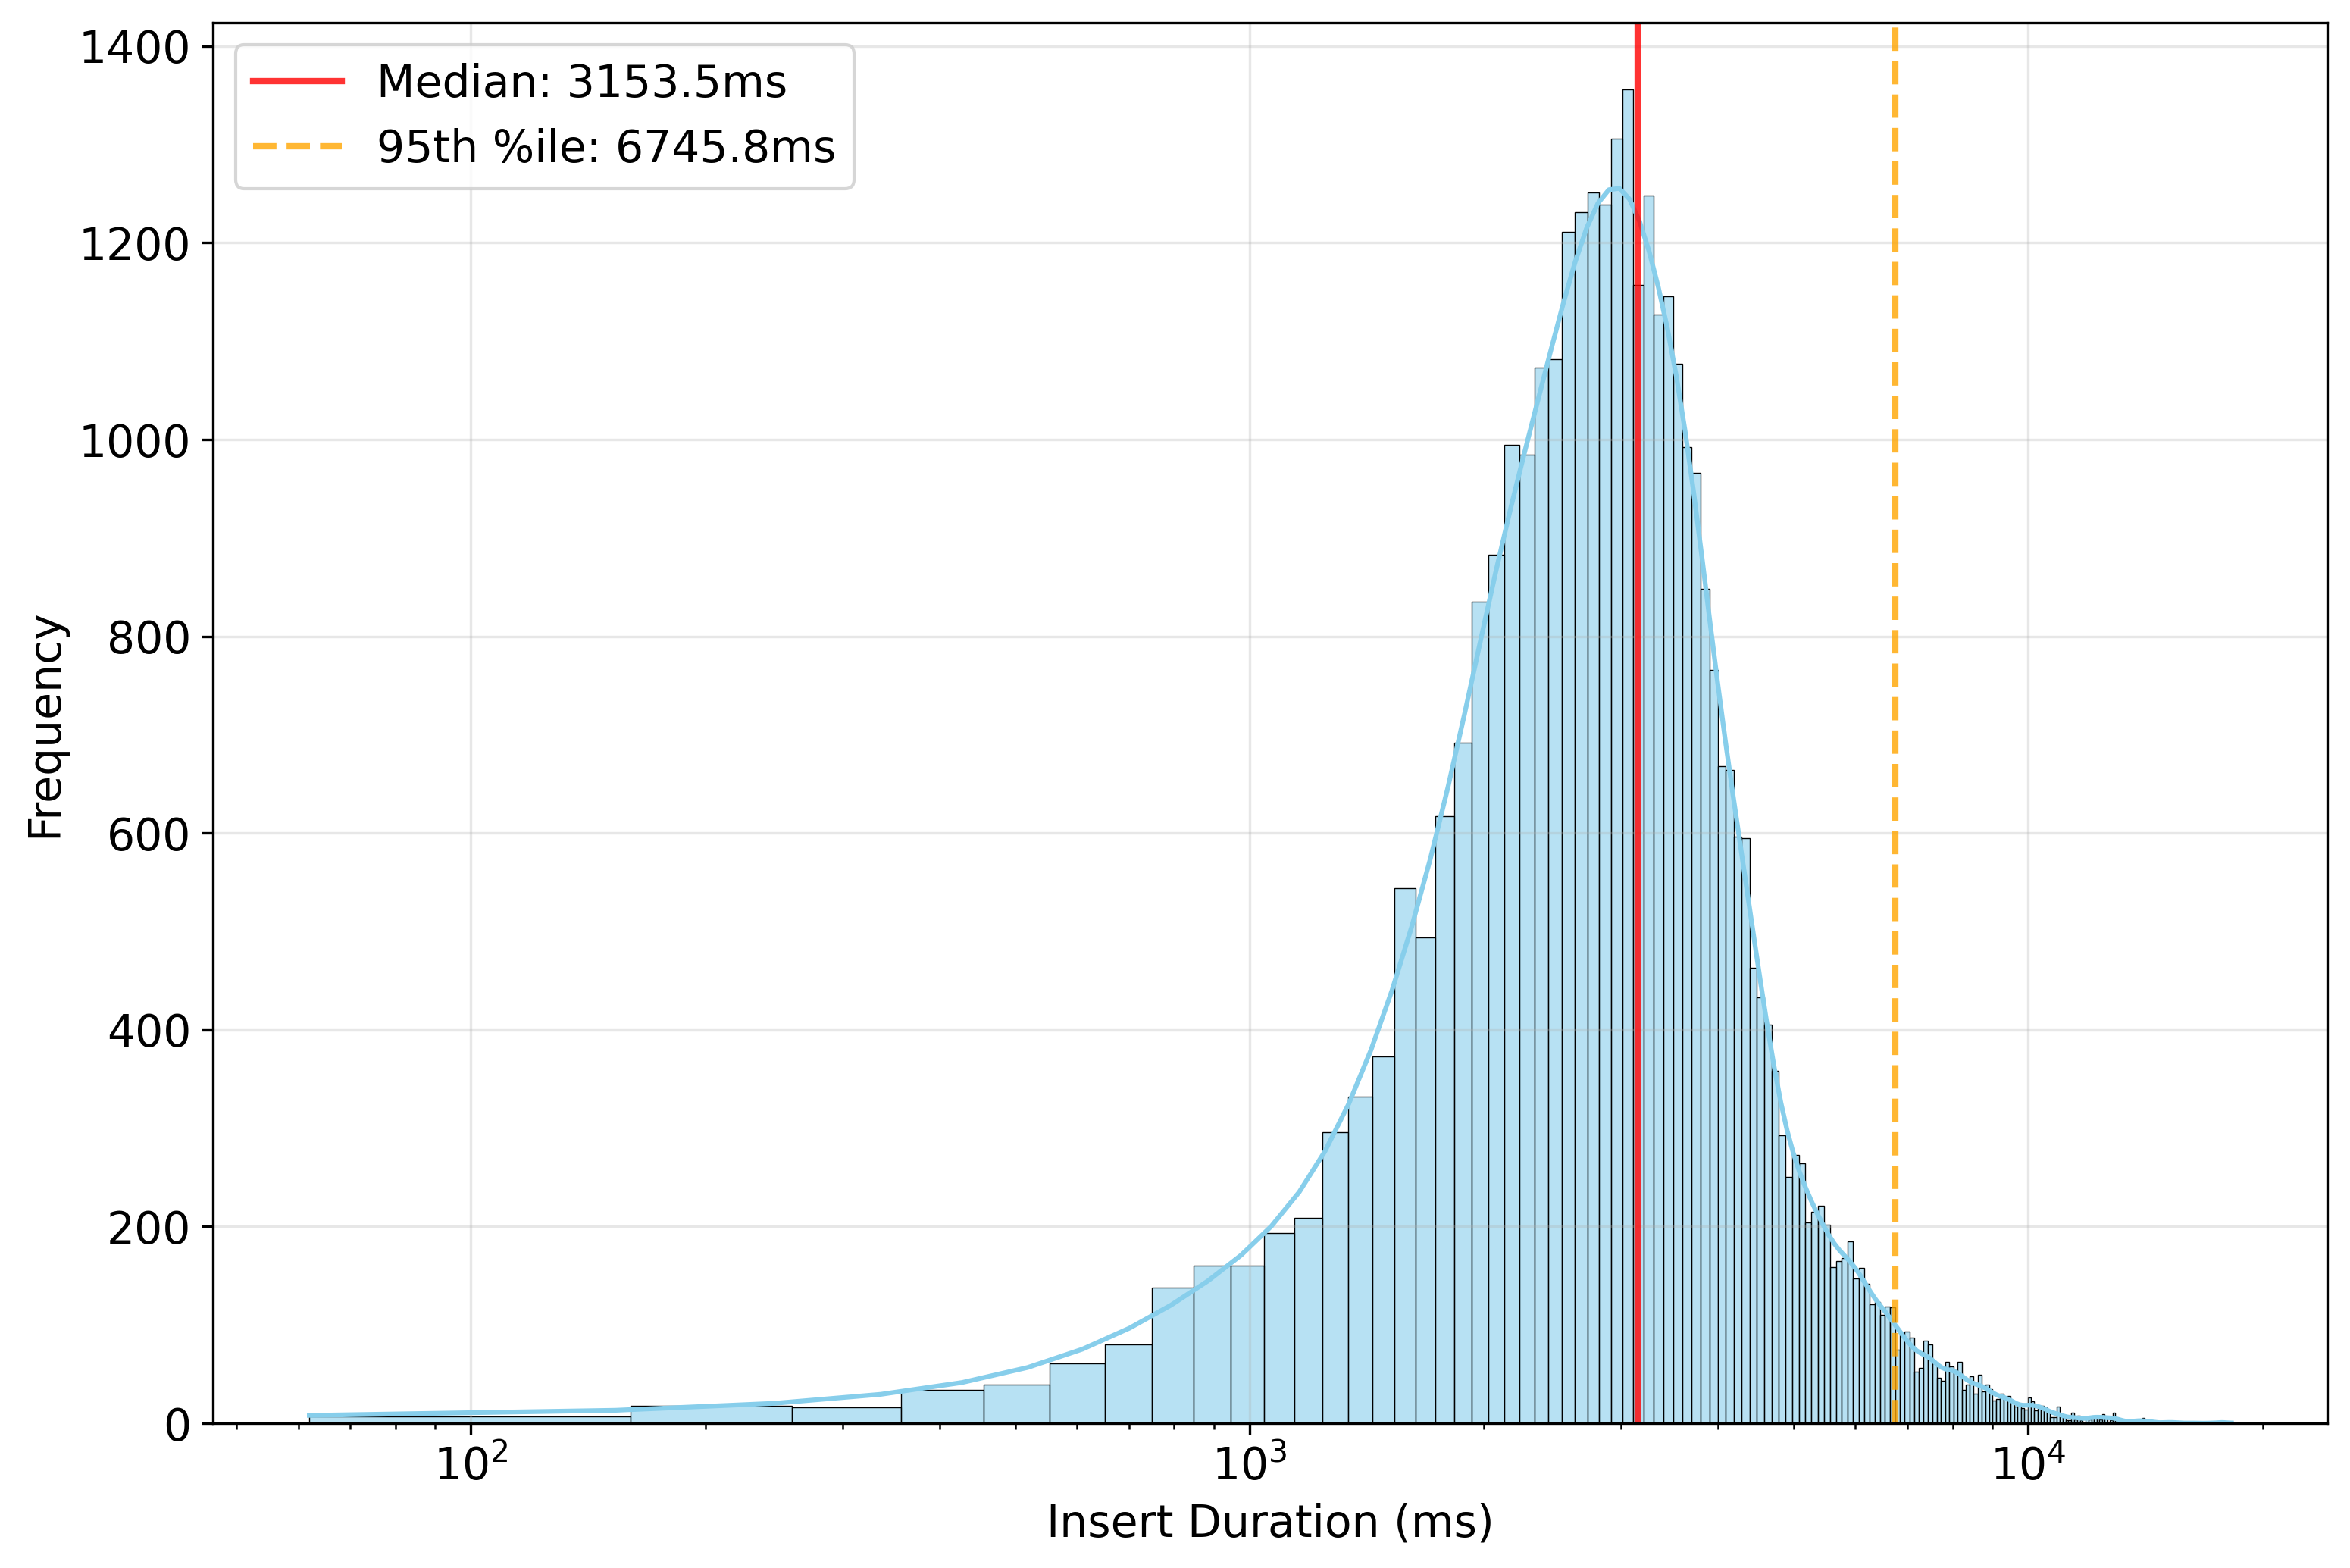 Median: 3153.5ms
95th %ile: 6745.8ms
1400
1200
1000
800
600
400
200
0
Frequency
10² 10³ 10⁴
Insert Duration (ms)